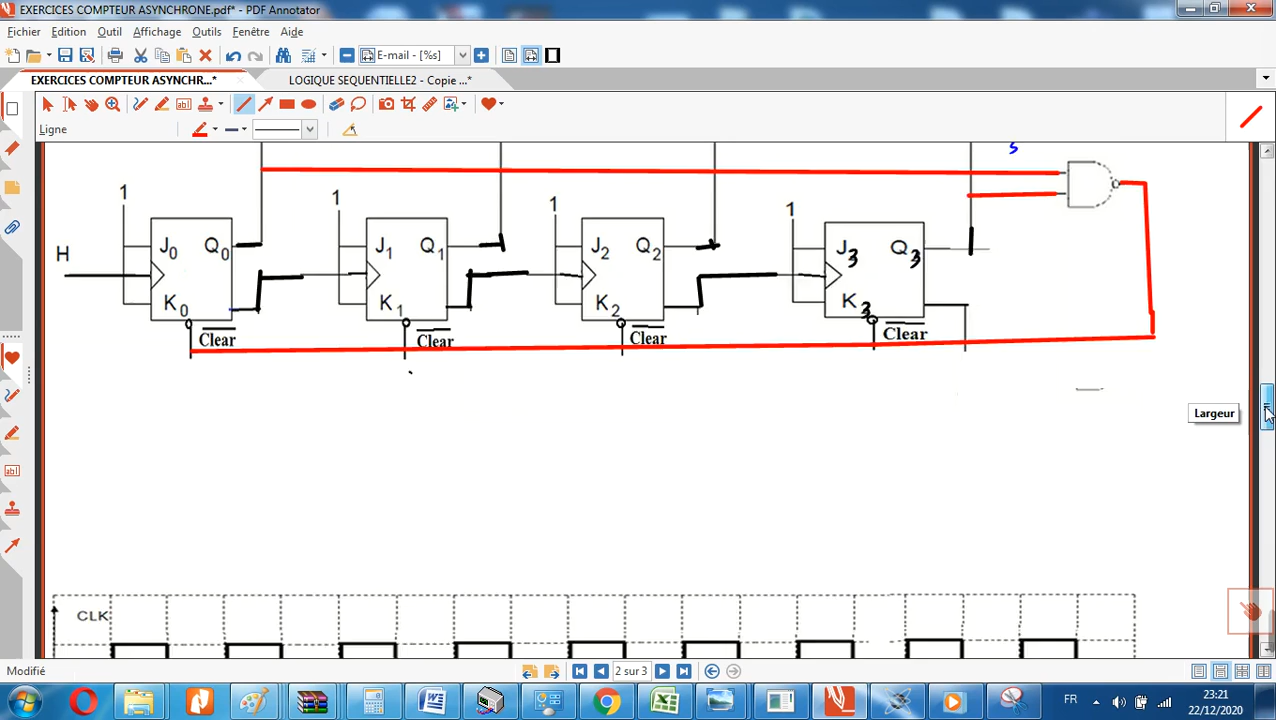 EXERCICES COMPTEUR ASYNCHRONE.pdf* - PDF Annotator
Fichier Edition Outil Affichage Outils Fenêtre Aide
E-mail - [%s]
EXERCICES COMPTEUR ASYNCHR...* LOGIQUE SEQUENTIELLE2 - Copie ...*
Ligne
S
1 1 1 1
H J0 Q0 J1 Q1 J2 Q2 J3 Q3
K0 K1 K2 K3
Clear Clear Clear Clear
Largeur
CLK
Modifié 2 sur 3
FR 23:21
22/12/2020